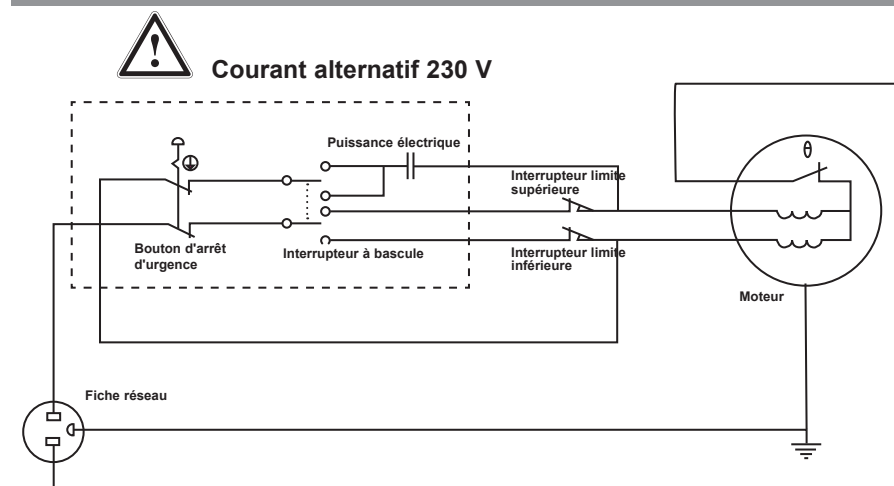 Courant alternatif 230 V
Puissance électrique
Interrupteur limite
supérieure
θ
Bouton d'arrêt
d'urgence
Interrupteur à bascule
Interrupteur limite
inférieure
Moteur
Fiche réseau